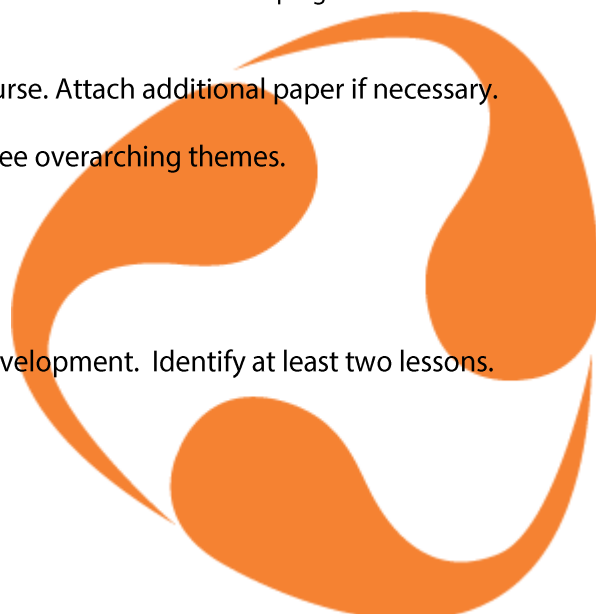 urse. Attach additional paper if necessary.
ee overarching themes.
velopment. Identify at least two lessons.